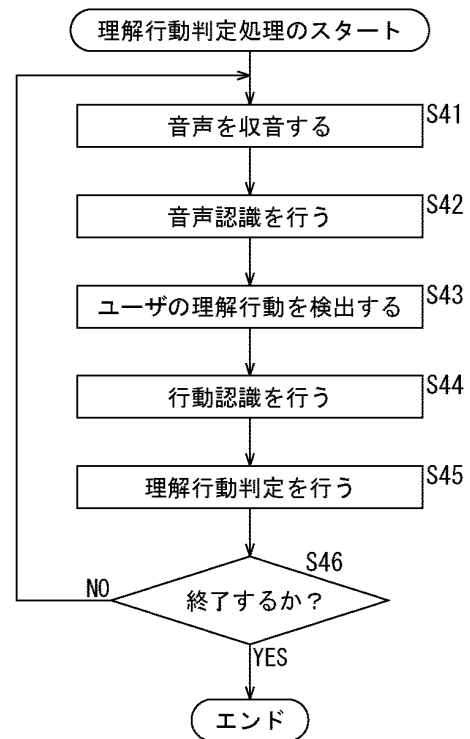 理解行動判定処理のスタート
S41
音声を収音する
S42
音声認識を行う
S43
ユーザの理解行動を検出する
S44
行動認識を行う
S45
理解行動判定を行う
S46
NO
終了するか？
YES
エンド